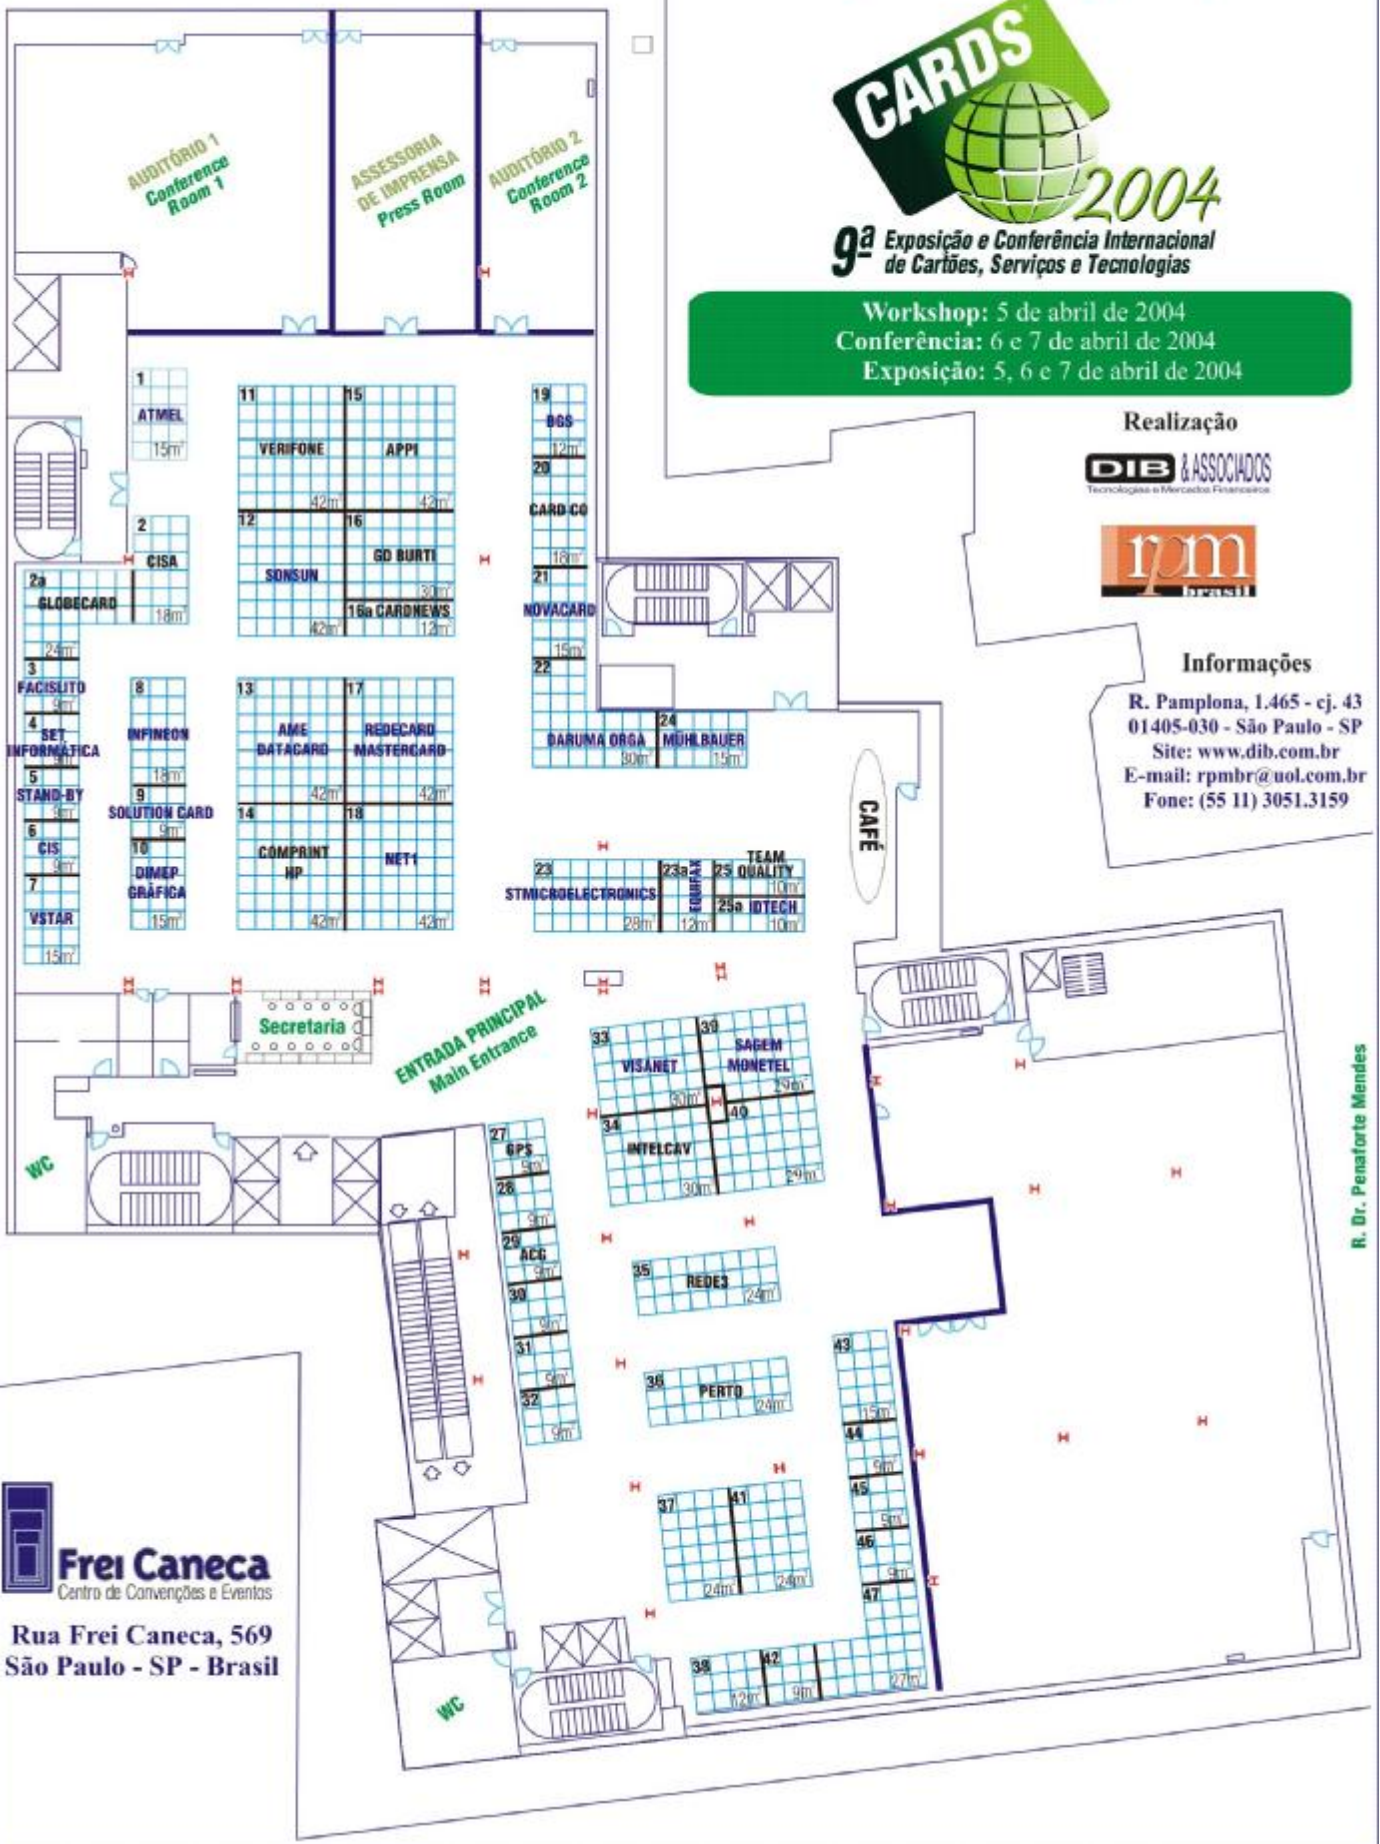 CARDS
2004
9ª Exposição e Conferência Internacional
de Cartões, Serviços e Tecnologias
Workshop: 5 de abril de 2004
Conferência: 6 e 7 de abril de 2004
Exposição: 5, 6 e 7 de abril de 2004
Realização
DIB & ASSOCIADOS
Tecnologias e Mercados Financeiros
rpm
brasil
Informações
R. Pamplona, 1.465 - cj. 43
01405-030 - São Paulo - SP
Site: www.dib.com.br
E-mail: rpmbr@uol.com.br
Fone: (55 11) 3051.3159
AUDITÓRIO 1
Conference
Room 1
ASSESSORIA
DE IMPRENSA
Press Room
AUDITÓRIO 2
Conference
Room 2
1
ATMEL
15m²
2
CISA
18m²
2a
GLOBECARD
24m²
3
FACISLITO
9m²
4
SET
INFORMÁTICA
9m²
5
STAND-BY
9m²
6
CIS
9m²
7
VSTAR
15m²
8
INFINEON
18m²
9
SOLUTION CARD
9m²
10
DIMEP
GRÁFICA
15m²
11
VERIFONE
42m²
12
SONSUN
42m²
13
AME
DATACARD
42m²
14
COMPRINT
HP
42m²
15
APPI
42m²
16
GD BURTI
30m²
16a CARDNEWS
12m²
17
REDECARD
MASTERCARD
42m²
18
NET1
42m²
19
BGS
12m²
20
CARD CO
18m²
21
NOVACARD
15m²
22
DARUMA ORGA
30m²
24
MÜHLBAUER
15m²
23
STMICROELECTRONICS
28m²
23a
EQUIFAX
12m²
25
TEAM
QUALITY
10m²
25a IDTECH
10m²
CAFÉ
Secretaria
ENTRADA PRINCIPAL
Main Entrance
WC
27
GPS
9m²
28
9m²
29
ACG
9m²
30
9m²
31
9m²
32
9m²
33
VISANET
30m²
39
SAGEM
MONETEL
29m²
34
INTELCAV
30m²
40
29m²
35
REDE3
24m²
36
PERTO
24m²
37
24m²
41
24m²
38
12m²
42
9m²
43
15m²
44
9m²
45
9m²
46
9m²
47
27m²
WC
R. Dr. Penaforte Mendes
Frei Caneca
Centro de Convenções e Eventos
Rua Frei Caneca, 569
São Paulo - SP - Brasil